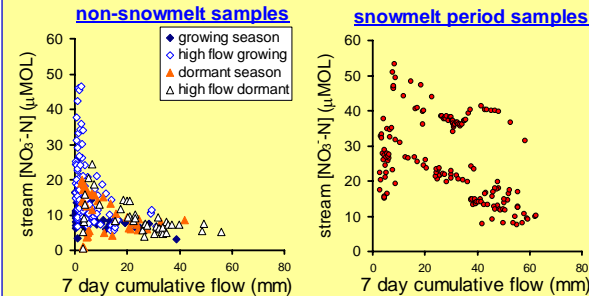 non-snowmelt samples
growing season
high flow growing
dormant season
high flow dormant
stream [NO₃⁻-N] (μMOL)
60
50
40
30
20
10
0
0 20 40 60 80
7 day cumulative flow (mm)
snowmelt period samples
stream [NO₃⁻-N] (μMOL)
60
50
40
30
20
10
0
0 20 40 60 80
7 day cumulative flow (mm)